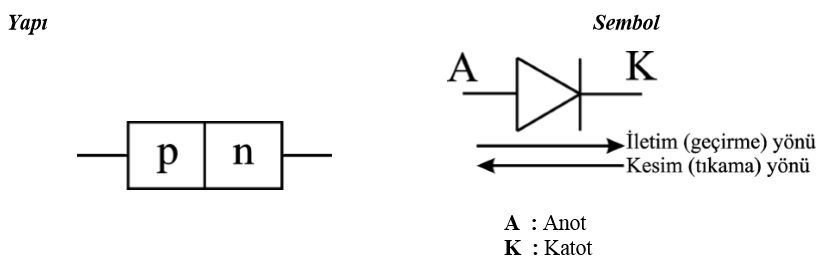 Yapı
Sembol
A
K
p
n
İletim (geçirme) yönü
Kesim (tıkama) yönü
A : Anot
K : Katot